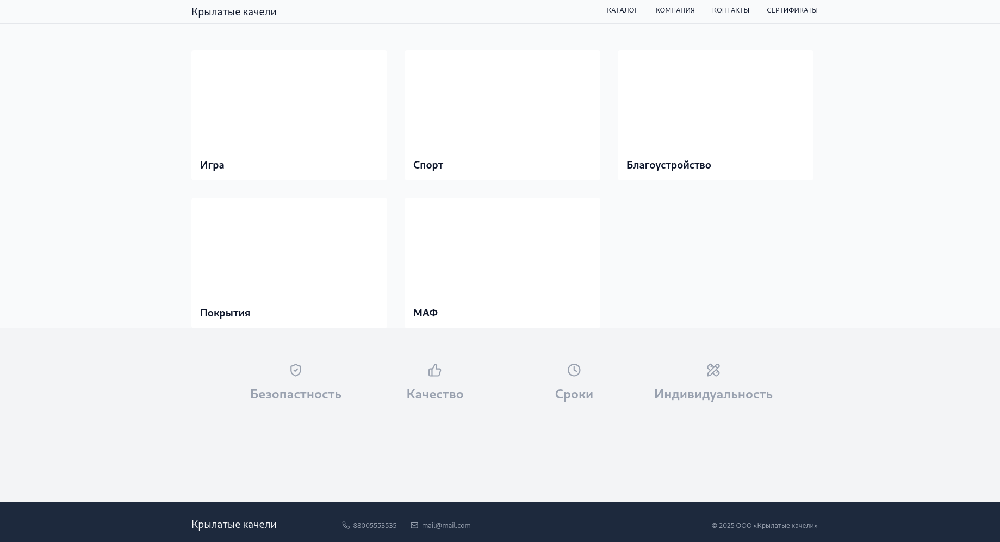 Крылатые качели
КАТАЛОГ КОМПАНИЯ КОНТАКТЫ СЕРТИФИКАТЫ
Игра
Спорт
Благоустройство
Покрытия
МАФ
Безопастность
Качество
Сроки
Индивидуальность
Крылатые качели
88005553535
mail@mail.com
© 2025 ООО «Крылатые качели»